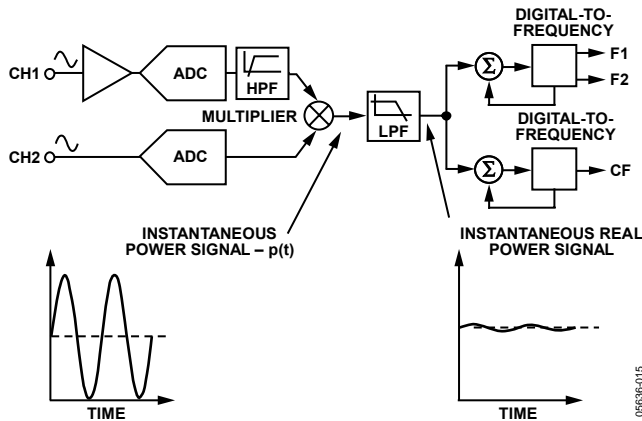 DIGITAL-TO-
FREQUENCY
CH1
ADC
HPF
Σ
F1
F2
MULTIPLIER
LPF
DIGITAL-TO-
FREQUENCY
CH2
ADC
Σ
CF
INSTANTANEOUS
POWER SIGNAL – p(t)
INSTANTANEOUS REAL
POWER SIGNAL
TIME
TIME
05636-015